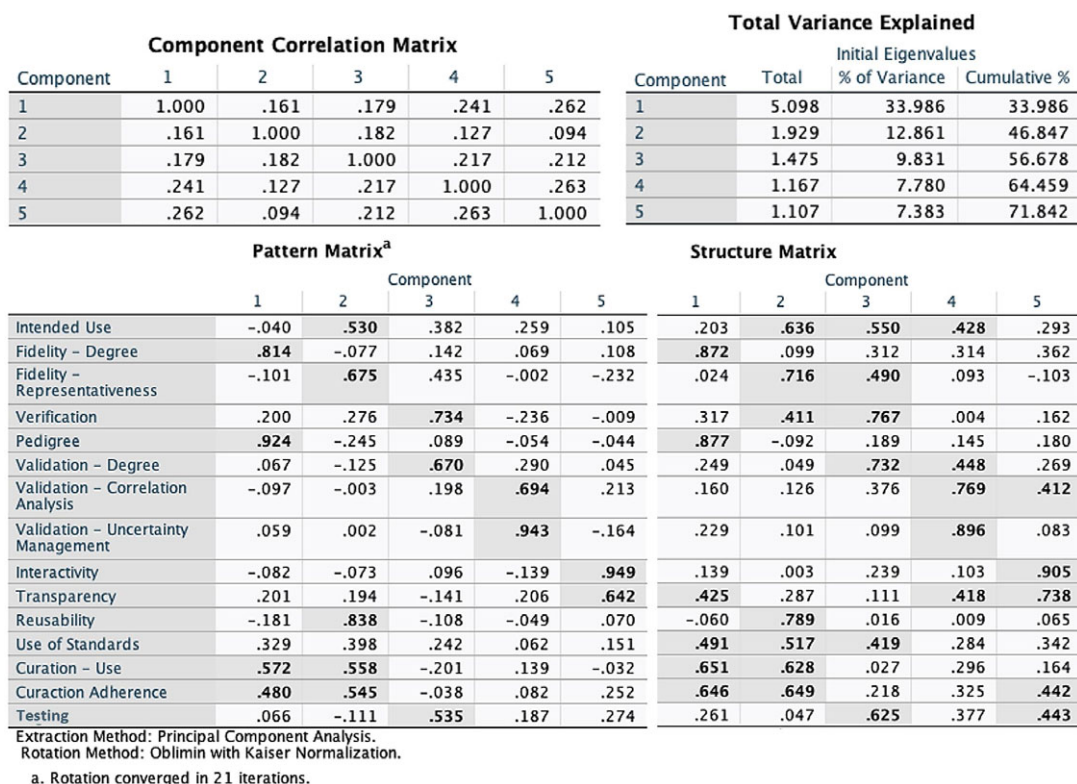 Component Correlation Matrix
Component 1 2 3 4 5
1 1.000 .161 .179 .241 .262
2 .161 1.000 .182 .127 .094
3 .179 .182 1.000 .217 .212
4 .241 .127 .217 1.000 .263
5 .262 .094 .212 .263 1.000
Total Variance Explained
Initial Eigenvalues
Component Total % of Variance Cumulative %
1 5.098 33.986 33.986
2 1.929 12.861 46.847
3 1.475 9.831 56.678
4 1.167 7.780 64.459
5 1.107 7.383 71.842
Pattern Matrixa
Component
1 2 3 4 5
Intended Use -.040 .530 .382 .259 .105
Fidelity - Degree .814 -.077 .142 .069 .108
Fidelity - -.101 .675 .435 -.002 -.232
Representativeness
Verification .200 .276 .734 -.236 -.009
Pedigree .924 -.245 .089 -.054 -.044
Validation - Degree .067 -.125 .670 .290 .045
Validation - Correlation -.097 -.003 .198 .694 .213
Analysis
Validation - Uncertainty .059 .002 -.081 .943 -.164
Management
Interactivity -.082 -.073 .096 -.139 .949
Transparency .201 .194 -.141 .206 .642
Reusability -.181 .838 -.108 -.049 .070
Use of Standards .329 .398 .242 .062 .151
Curation - Use .572 .558 -.201 .139 -.032
Curaction Adherence .480 .545 -.038 .082 .252
Testing .066 -.111 .535 .187 .274
Structure Matrix
Component
1 2 3 4 5
.203 .636 .550 .428 .293
.872 .099 .312 .314 .362
.024 .716 .490 .093 -.103
.317 .411 .767 .004 .162
.877 -.092 .189 .145 .180
.249 .049 .732 .448 .269
.160 .126 .376 .769 .412
.229 .101 .099 .896 .083
.139 .003 .239 .103 .905
.425 .287 .111 .418 .738
-.060 .789 .016 .009 .065
.491 .517 .419 .284 .342
.651 .628 .027 .296 .164
.646 .649 .218 .325 .442
.261 .047 .625 .377 .443
Extraction Method: Principal Component Analysis.
Rotation Method: Oblimin with Kaiser Normalization.
a. Rotation converged in 21 iterations.